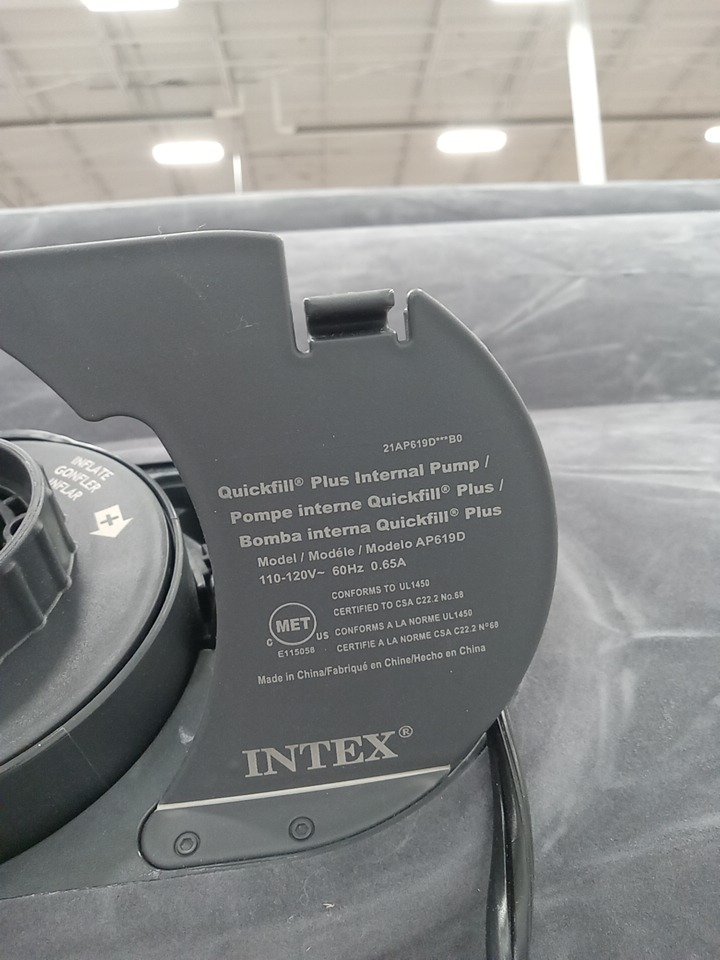 21AP619D***B0
Quickfill® Plus Internal Pump /
Pompe interne Quickfill® Plus /
Bomba interna Quickfill® Plus
Model / Modéle / Modelo AP619D
110-120V~ 60Hz 0.65A
CONFORMS TO UL1450
CERTIFIED TO CSA C22.2 No.68
C MET US
E115058
CONFORMS A LA NORME UL1450
CERTIFIE A LA NORME CSA C22.2 N°68
Made in China/Fabriqué en Chine/Hecho en China
INTEX®
INFLATE
GONFLER
INFLAR